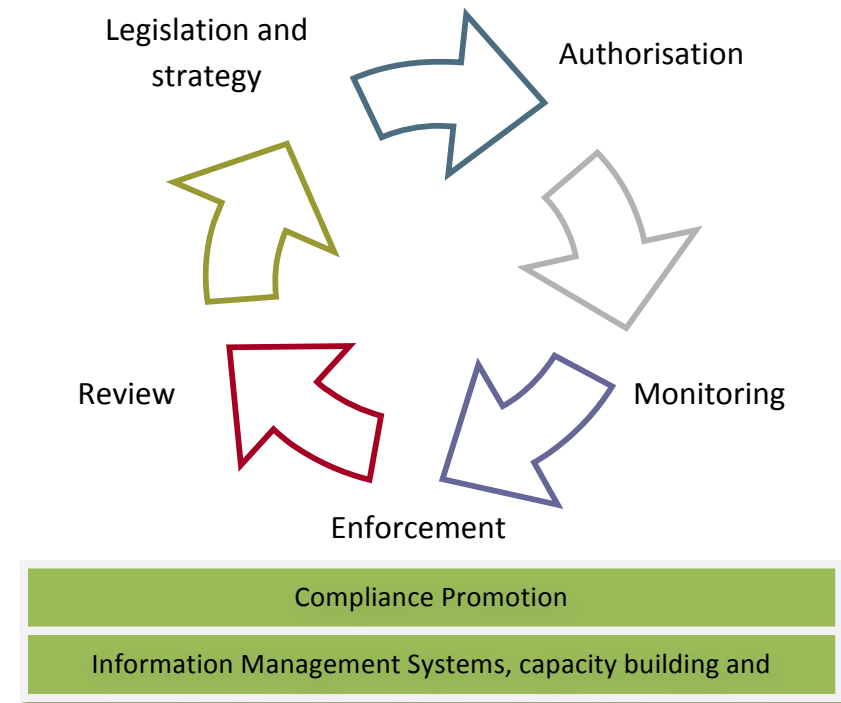 Legislation and
strategy
Authorisation
Monitoring
Review
Enforcement
Compliance Promotion
Information Management Systems, capacity building and